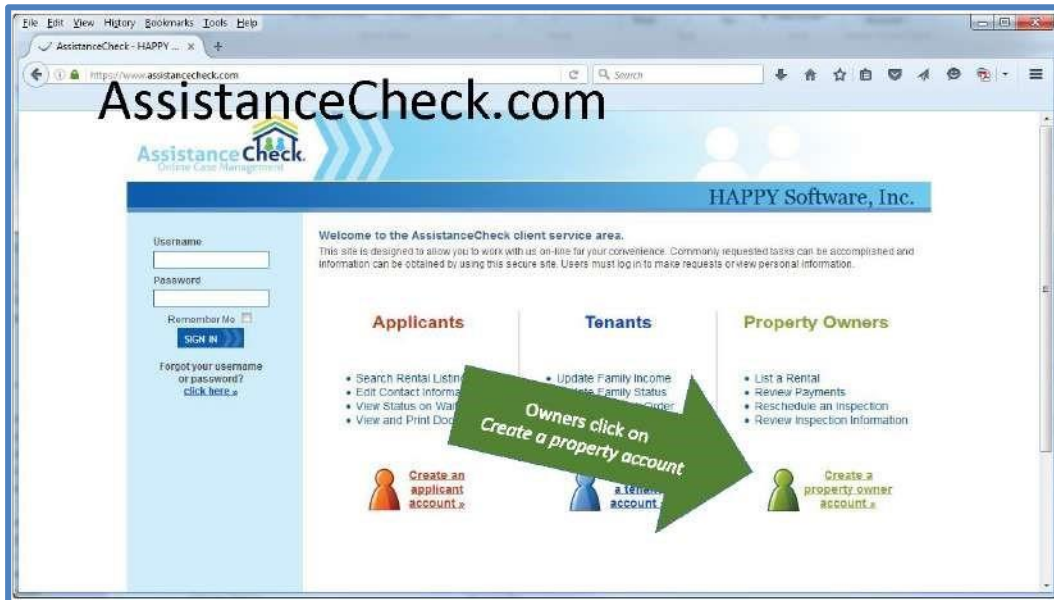 File Edit View History Bookmarks Tools Help
AssistanceCheck - HAPPY ... x +
https://www.assistancecheck.com
Search
AssistanceCheck.com
Assistance Check.
Online Case Management
HAPPY Software, Inc.
Username
Password
Remember Me
SIGN IN
Forgot your username
or password?
click here »
Welcome to the AssistanceCheck client service area.
This site is designed to allow you to work with us on-line for your convenience. Commonly requested tasks can be accomplished and
information can be obtained by using this secure site. Users must log in to make requests or view personal information.
Applicants
• Search Rental
• Edit Contact
• View Status on
• View and Print
Create an
applicant
account »
Tenants
• Update Family Income
Family Status
Order
a
account
Property Owners
• List a Rental
• Review Payments
• Reschedule an Inspection
• Review Inspection Information
Create a
property owner
account »
Owners click on
Create a property account